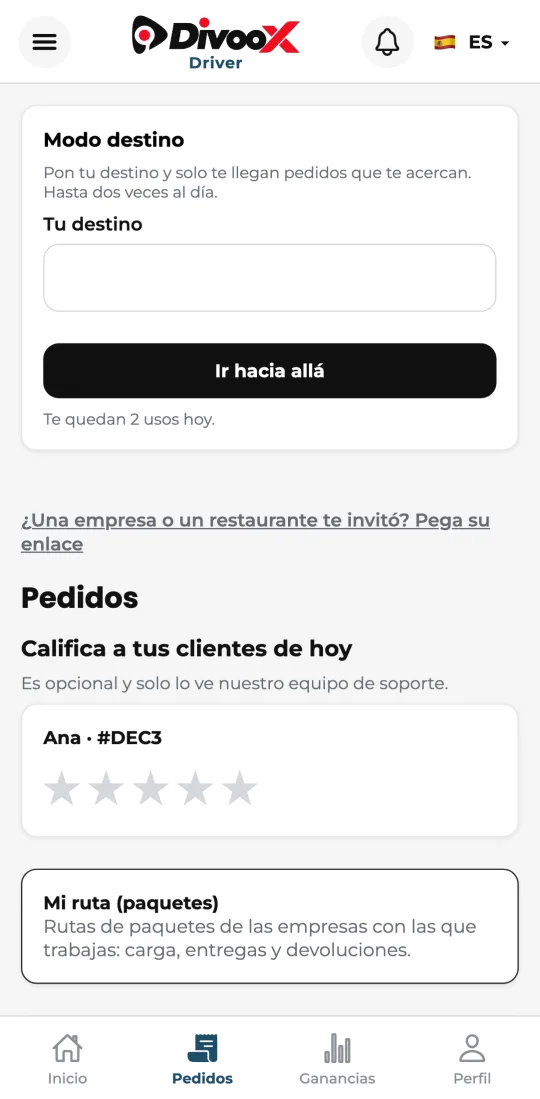 DivooX
Driver
ES
Modo destino
Pon tu destino y solo te llegan pedidos que te acercan.
Hasta dos veces al día.
Tu destino
Ir hacia allá
Te quedan 2 usos hoy.
¿Una empresa o un restaurante te invitó? Pega su
enlace
Pedidos
Califica a tus clientes de hoy
Es opcional y solo lo ve nuestro equipo de soporte.
Ana · #DEC3
Mi ruta (paquetes)
Rutas de paquetes de las empresas con las que
trabajas: carga, entregas y devoluciones.
Inicio
Pedidos
Ganancias
Perfil